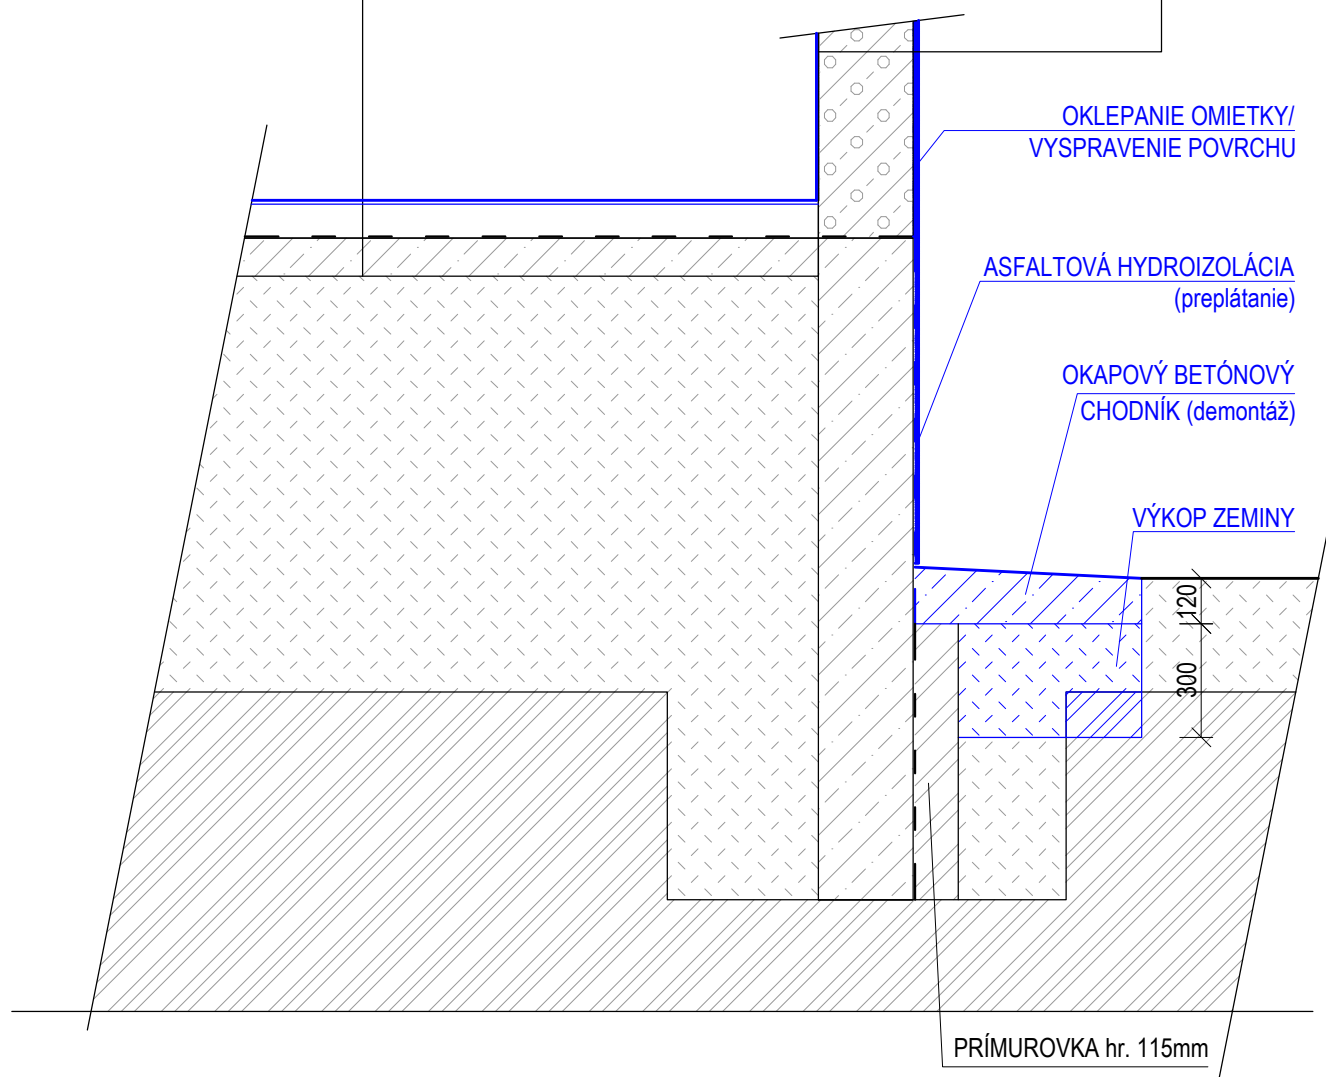 OKLEPANIE OMIETKY/
VYSPRAVENIE POVRCHU
ASFALTOVÁ HYDROIZOLÁCIA
(preplátanie)
OKAPOVÝ BETÓNOVÝ
CHODNÍK (demontáž)
VÝKOP ZEMINY
120
300
PRÍMUROVKA hr. 115mm